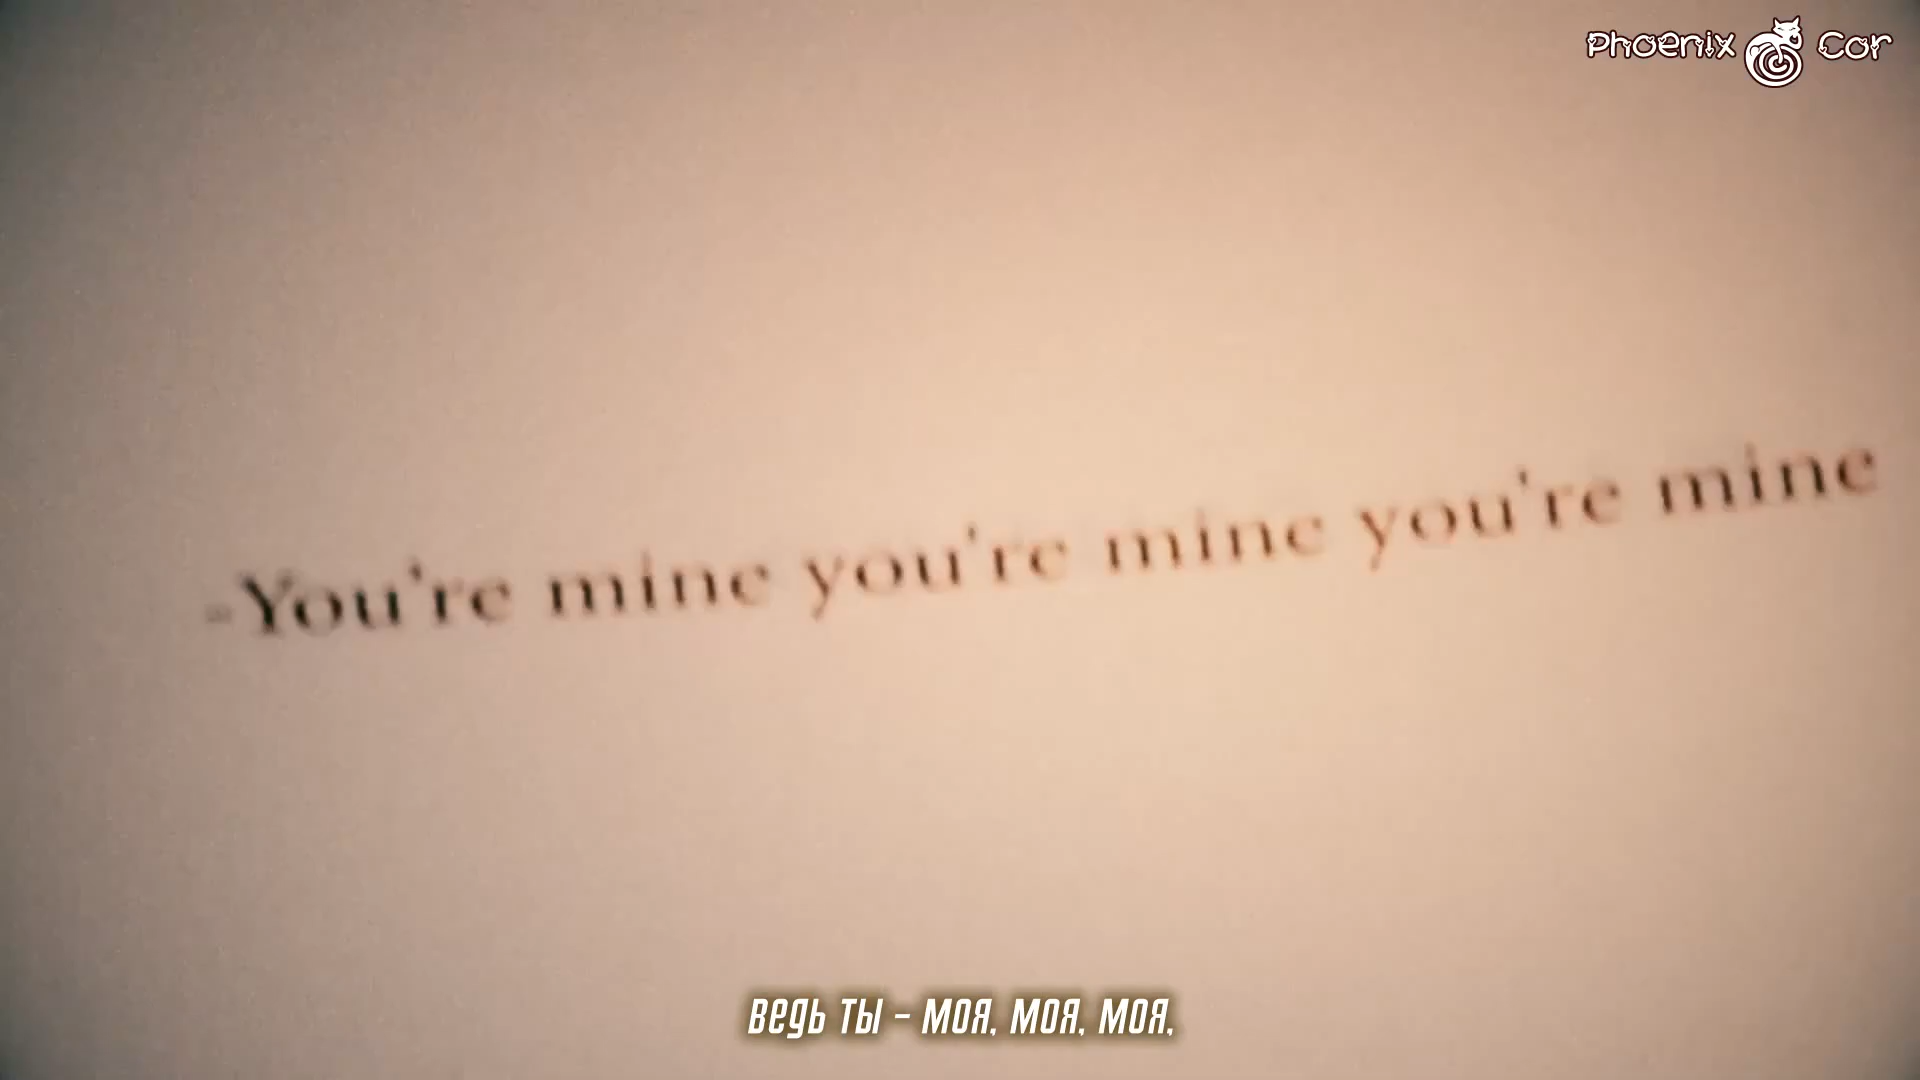 Phoenix Cor
-You're mine you're mine you're mine
Ведь ты - моя, моя, моя,